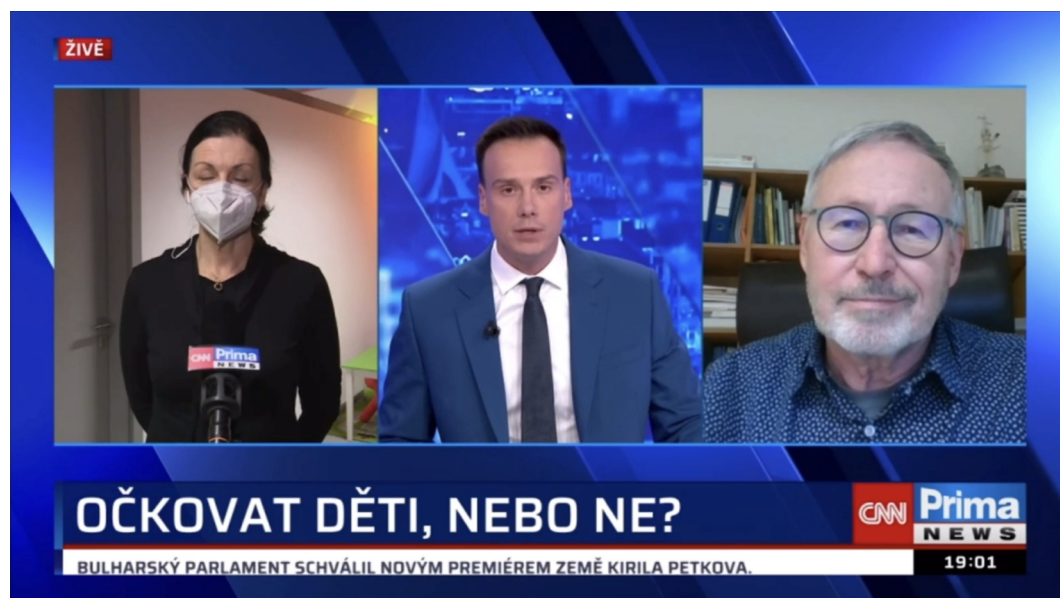 ŽIVĚ
CNN Prima
NEWS
OČKOVAT DĚTI, NEBO NE?
CNN Prima
NEWS
BULHARSKÝ PARLAMENT SCHVÁLIL NOVÝM PREMIÉREM ZEMĚ KIRILA PETKOVA.
19:01